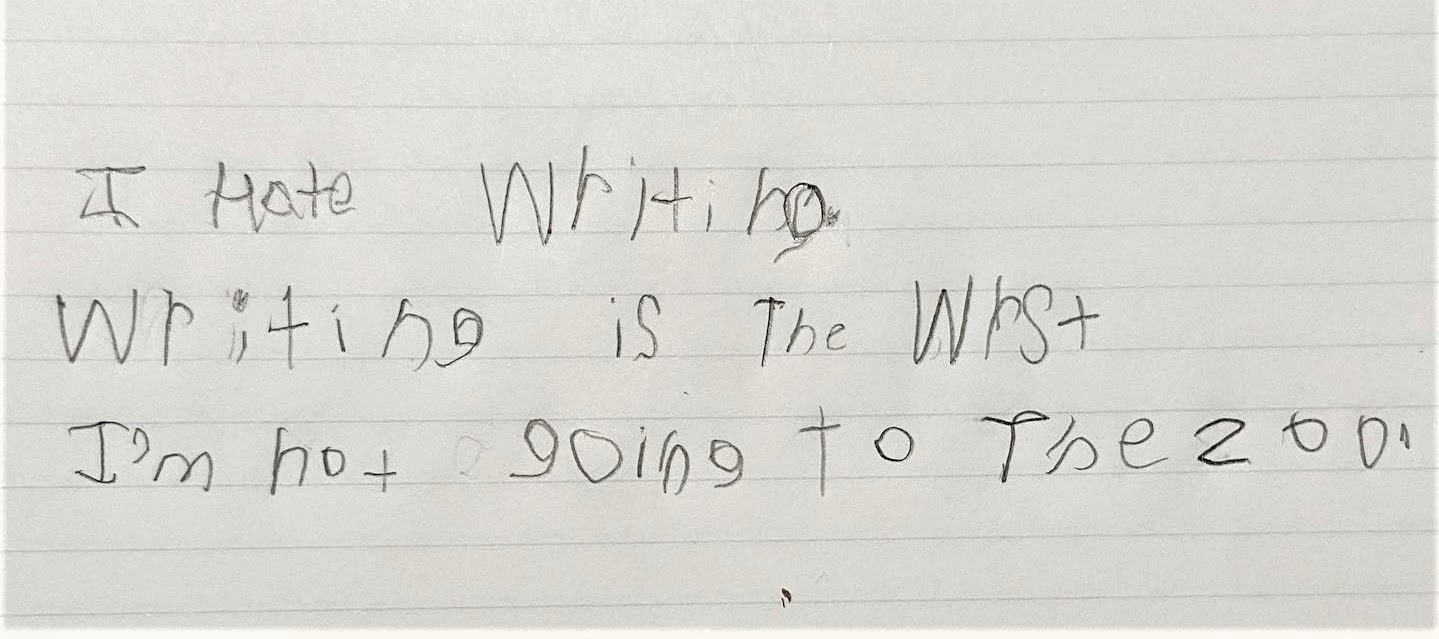 I Hate Writing.
Writing is The Wrst
I'm not going to The zoo.